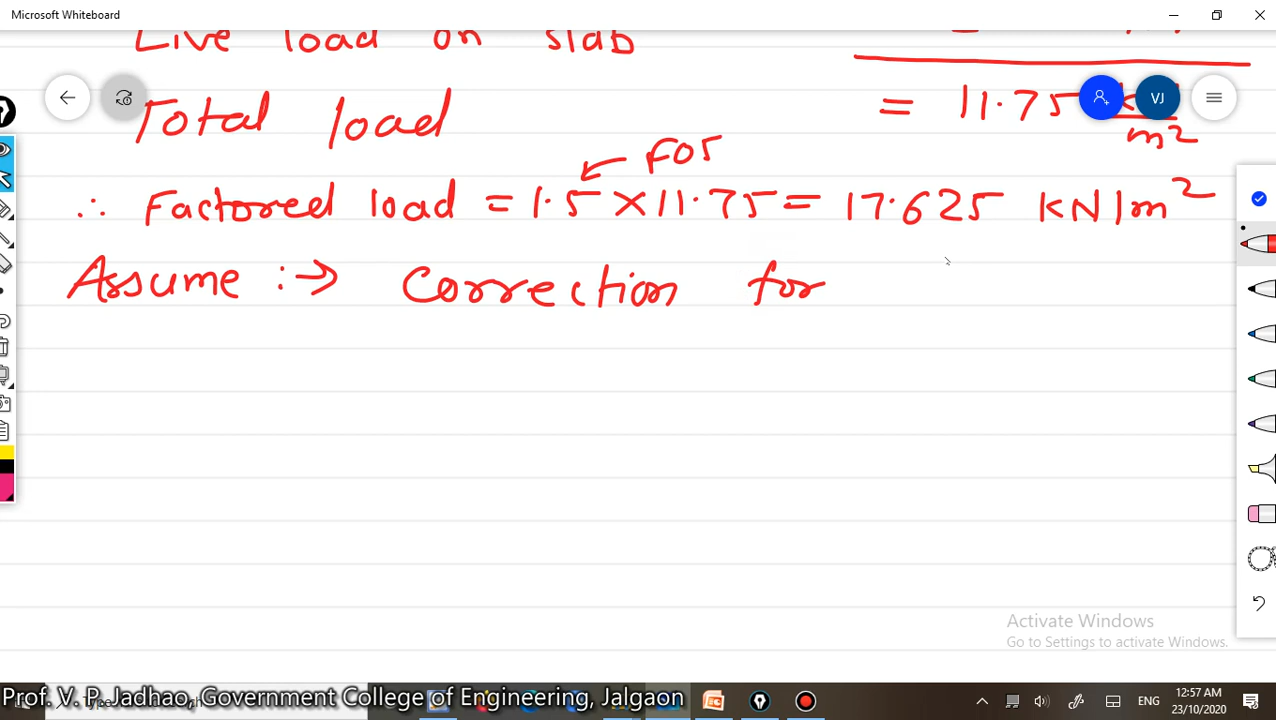 Microsoft Whiteboard
Live load on slab
Total load = 11.75 kN/m2
VJ
FOS
∴ Factored load = 1.5 × 11.75 = 17.625 KN/m2
Assume :→ Correction for
Activate Windows
Go to Settings to activate Windows.
Prof. V. P. Jadhao, Government College of Engineering, Jalgaon
ENG
12:57 AM
23/10/2020